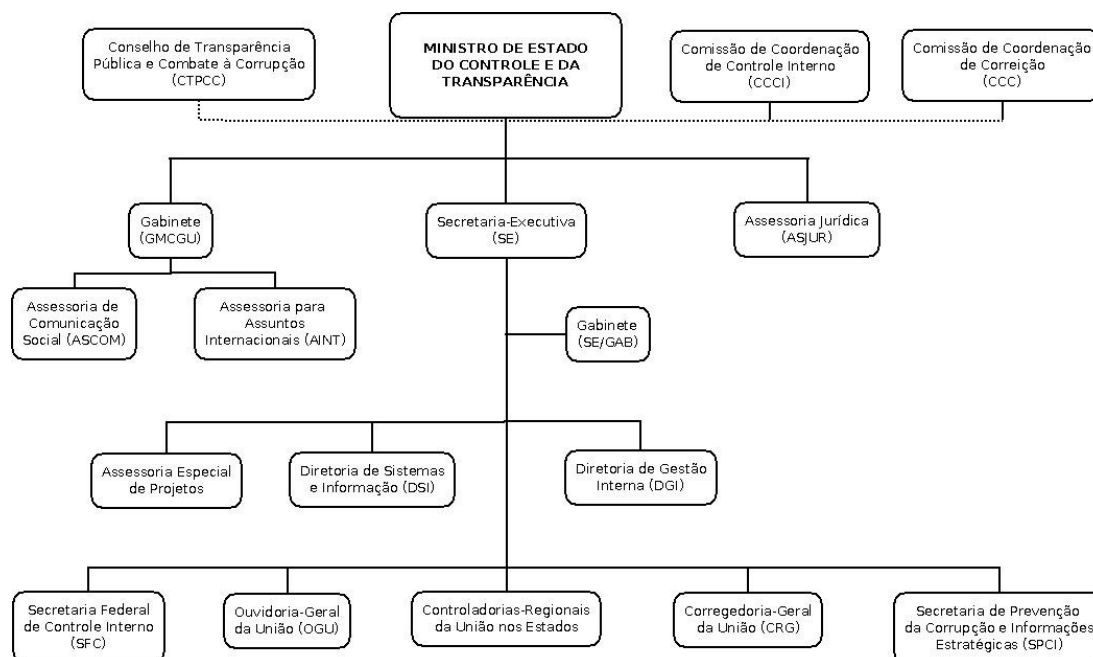 Conselho de Transparência
Pública e Combate à Corrupção
(CTPCC)
MINISTRO DE ESTADO
DO CONTROLE E DA
TRANSPARÊNCIA
Comissão de Coordenação
de Controle Interno
(CCCI)
Comissão de Coordenação
de Correição
(CCC)
Gabinete
(GMCGU)
Secretaria-Executiva
(SE)
Assessoria Jurídica
(ASJUR)
Assessoria de
Comunicação
Social (ASCOM)
Assessoria para
Assuntos
Internacionais (AINT)
Gabinete
(SE/GAB)
Assessoria Especial
de Projetos
Diretoria de Sistemas
e Informação (DSI)
Diretoria de Gestão
Interna (DGI)
Secretaria Federal
de Controle Interno
(SFC)
Ouvidoria-Geral
da União (OGU)
Controladorias-Regionais
da União nos Estados
Corregedoria-Geral
da União (CRG)
Secretaria de Prevenção
da Corrupção e Informações
Estratégicas (SPCI)